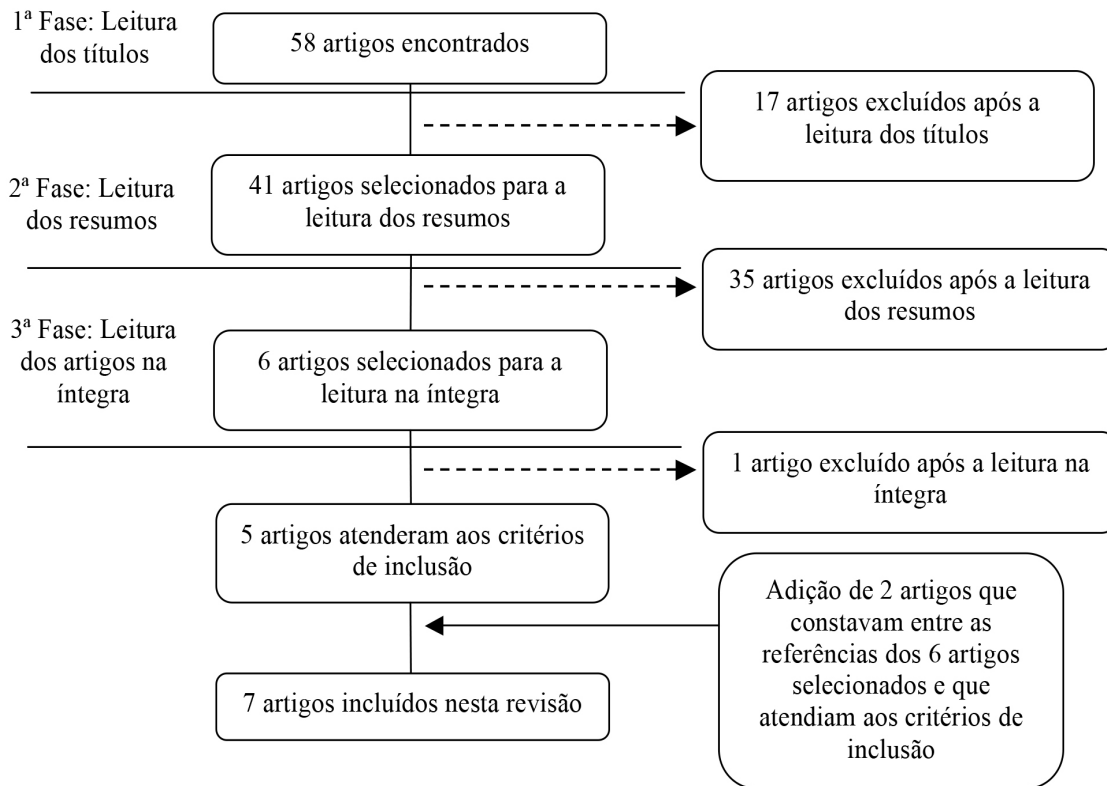 1ª Fase: Leitura
dos títulos
58 artigos encontrados
17 artigos excluídos após a
leitura dos títulos
2ª Fase: Leitura
dos resumos
41 artigos selecionados para a
leitura dos resumos
35 artigos excluídos após a leitura
dos resumos
3ª Fase: Leitura
dos artigos na
íntegra
6 artigos selecionados para a
leitura na íntegra
1 artigo excluído após a leitura na
íntegra
5 artigos atenderam aos critérios
de inclusão
Adição de 2 artigos que
constavam entre as
referências dos 6 artigos
selecionados e que
atendiam aos critérios de
inclusão
7 artigos incluídos nesta revisão